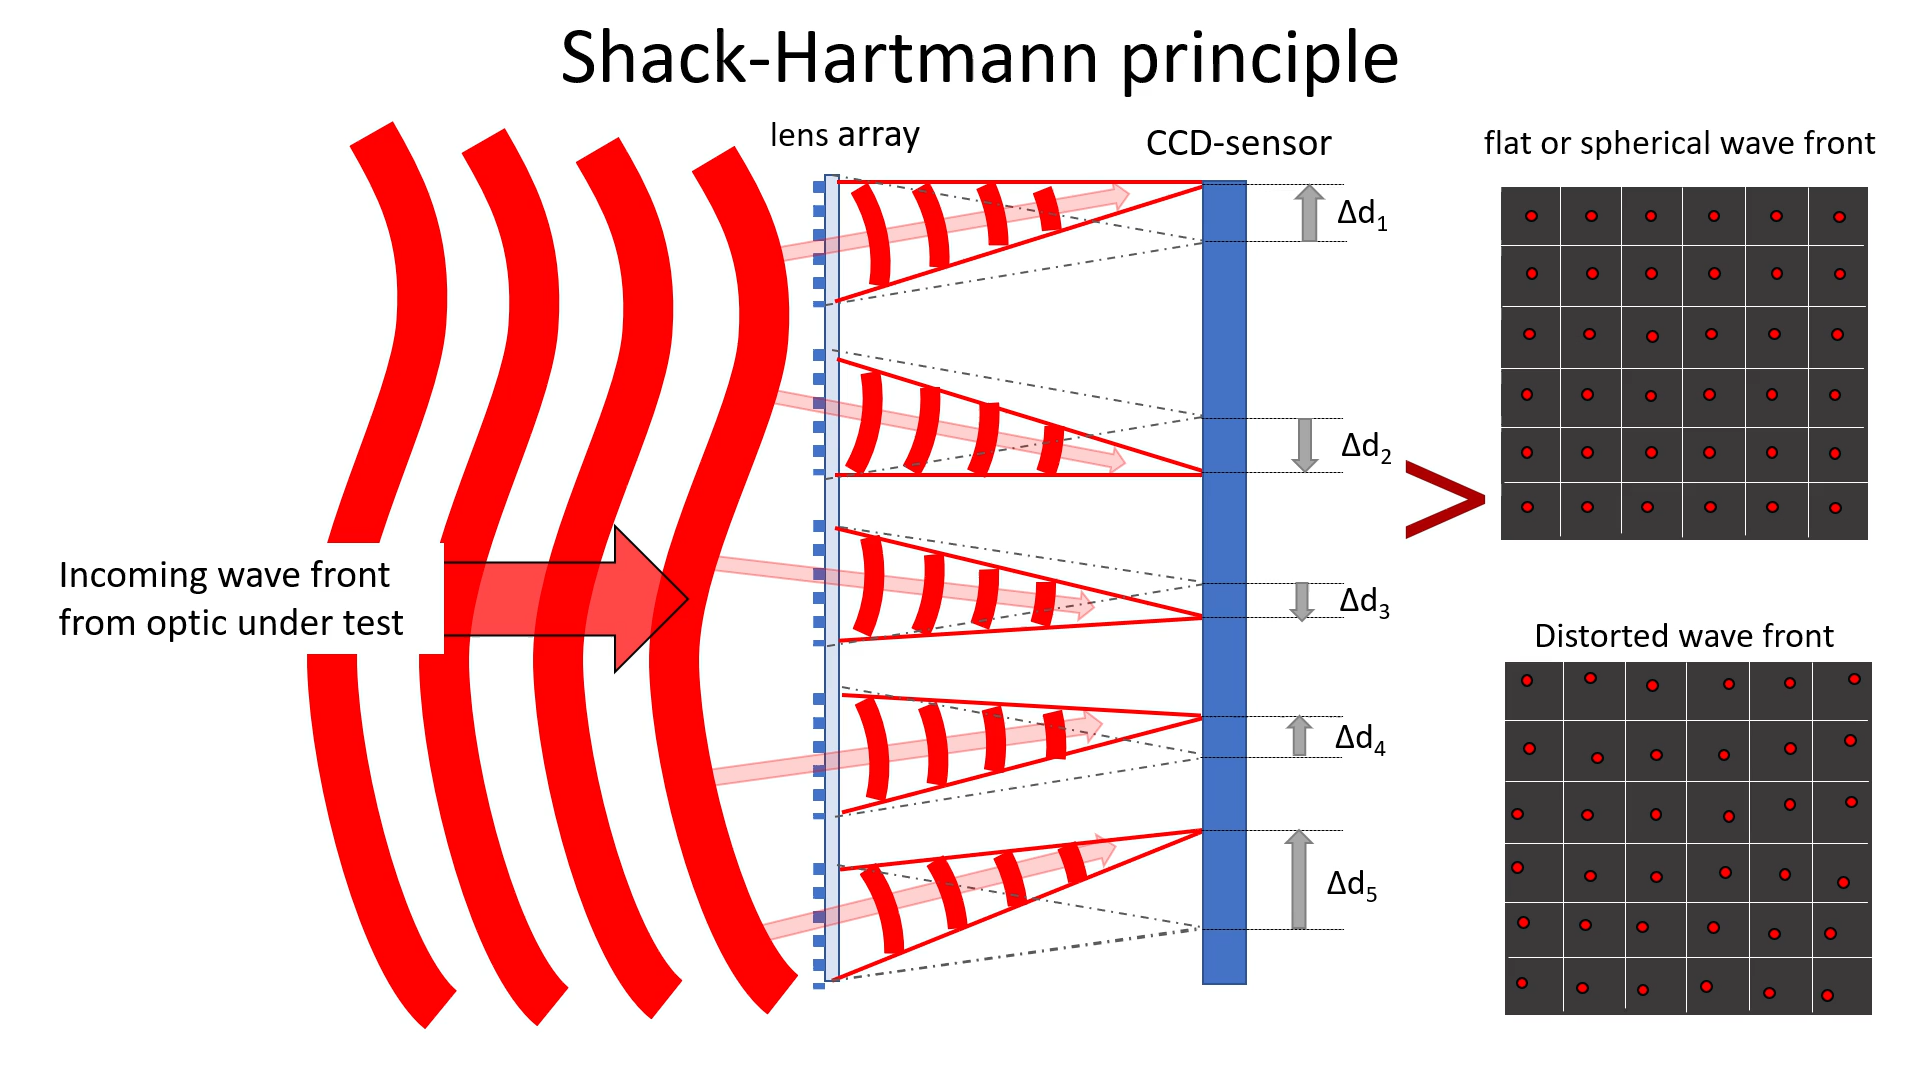 Shack-Hartmann principle
lens array
CCD-sensor
flat or spherical wave front
Δd₁
Δd₂
>
Incoming wave front
from optic under test
Δd₃
Distorted wave front
Δd₄
Δd₅